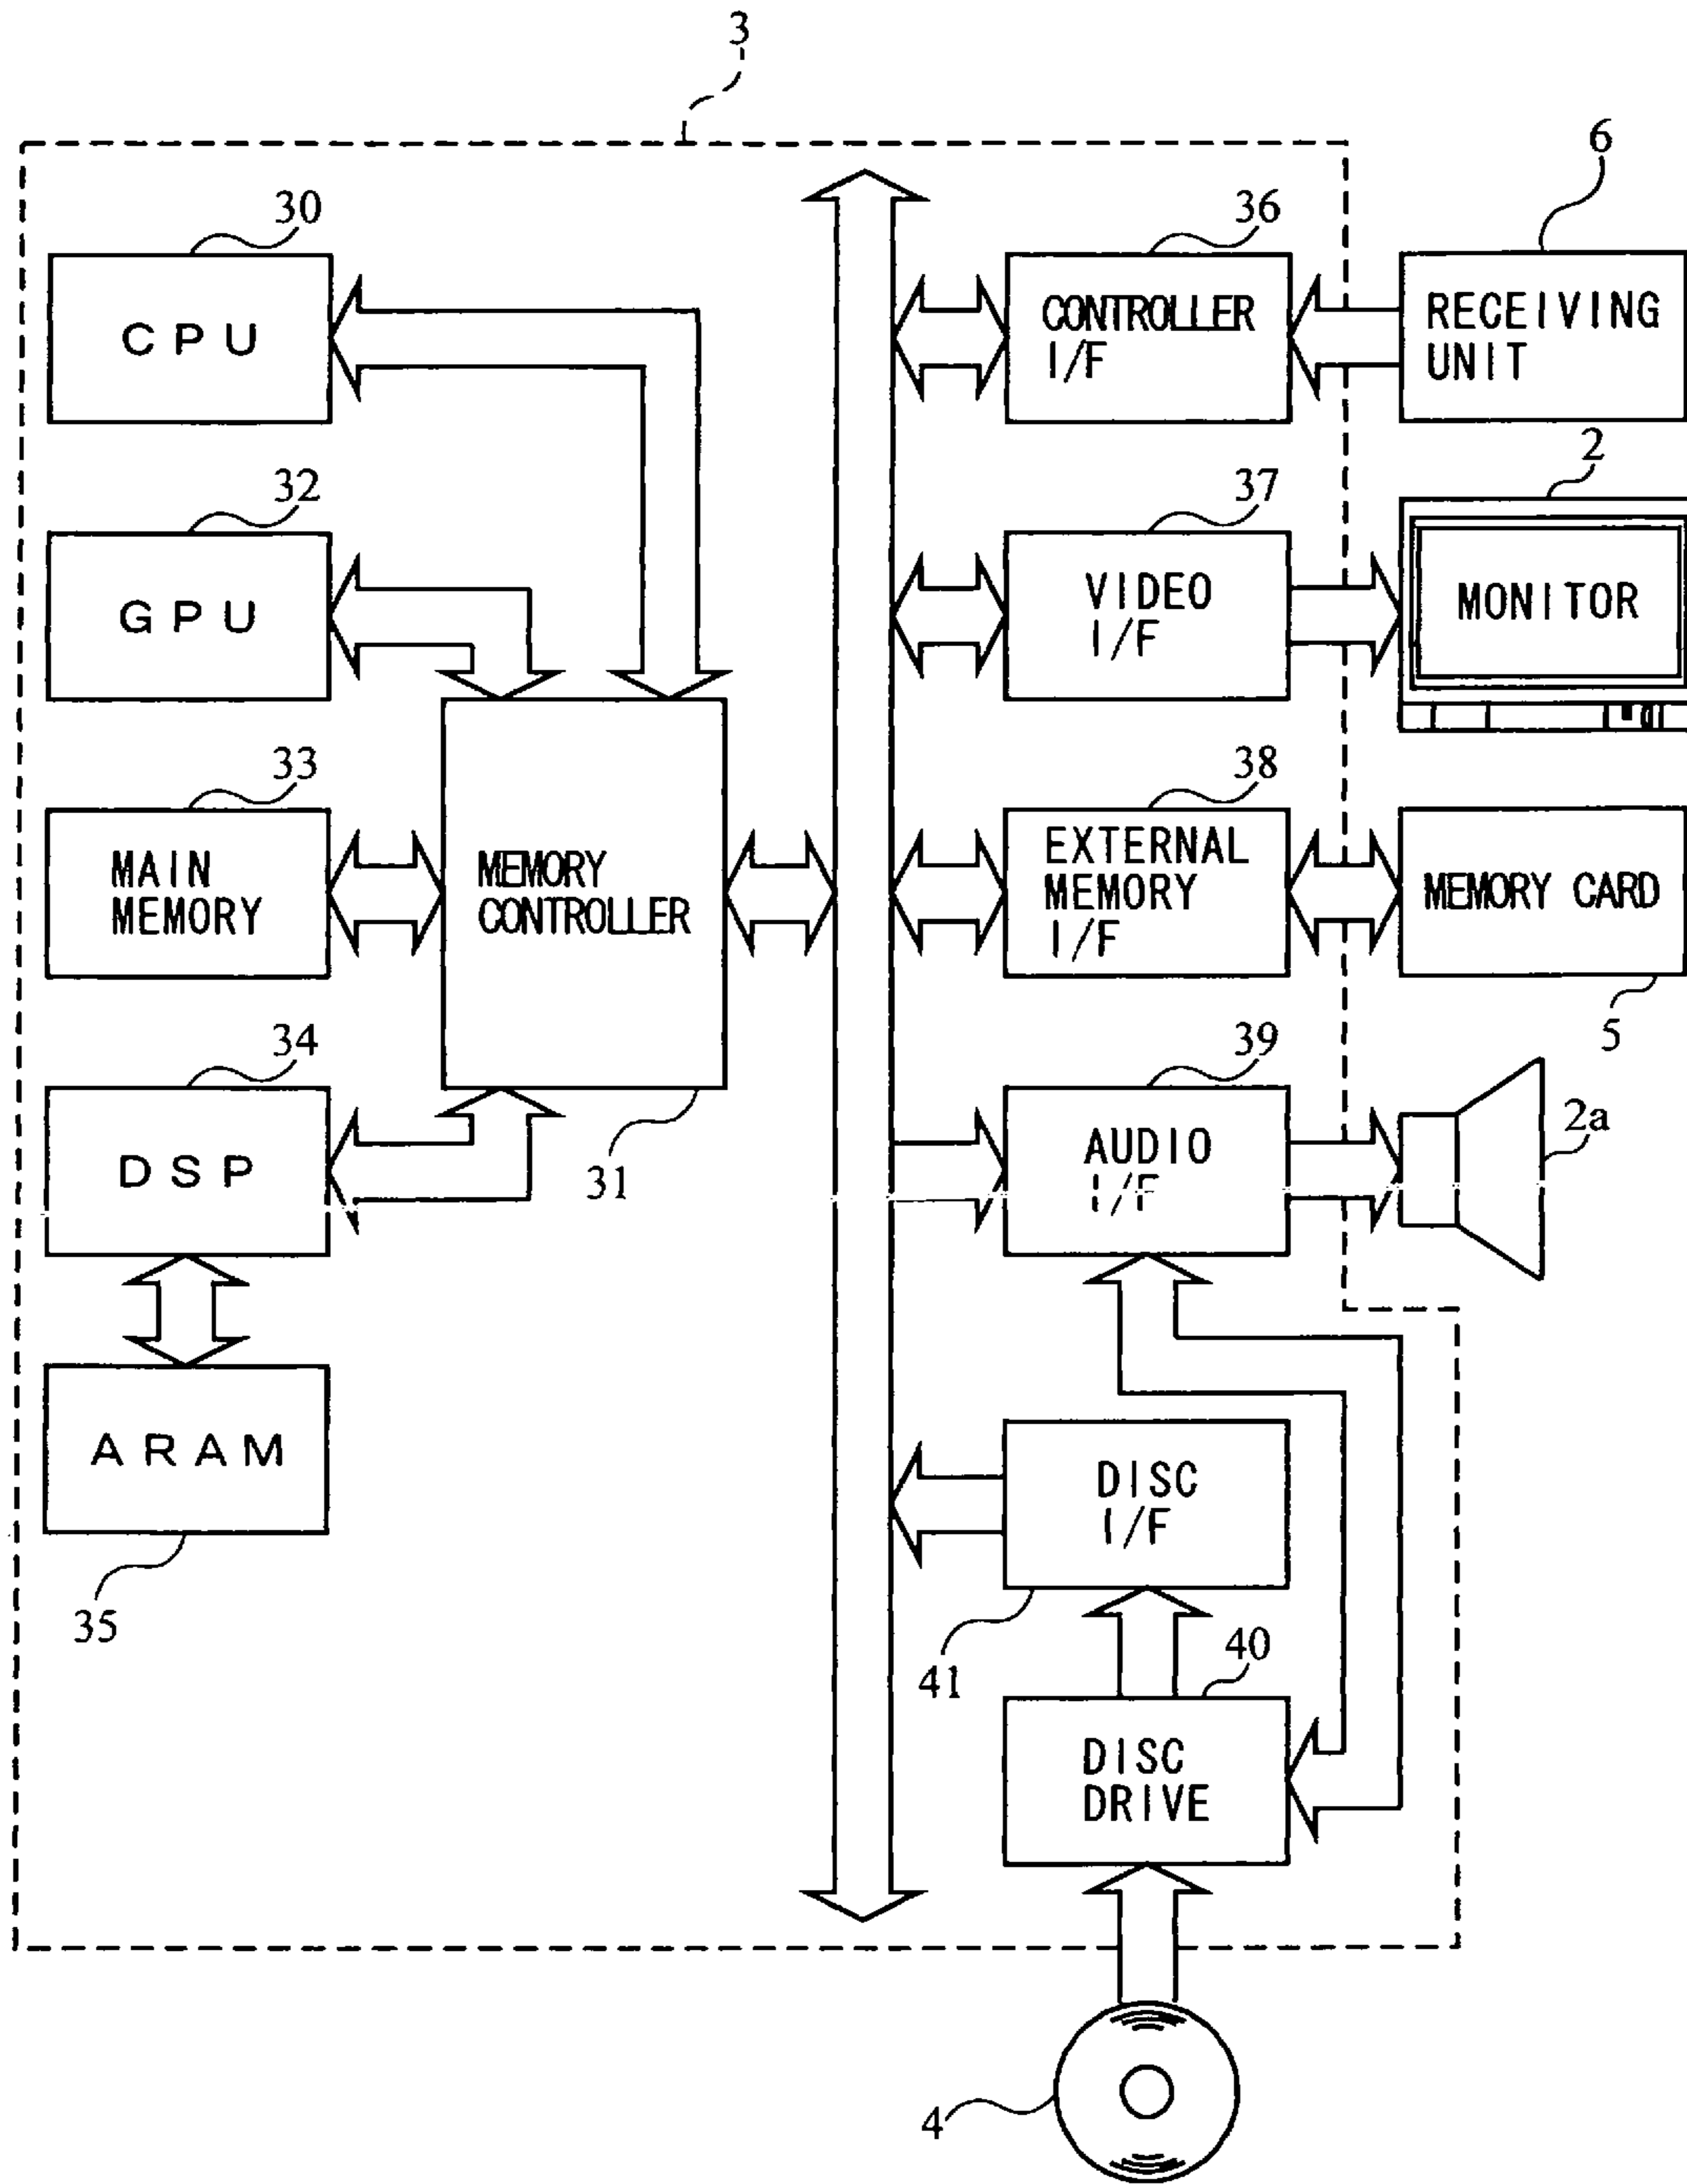 3
30
CPU
36
CONTROLLER
I/F
6
RECEIVING
UNIT
32
GPU
37
VIDEO
I/F
2
MONITOR
33
MAIN
MEMORY
MEMORY
CONTROLLER
31
38
EXTERNAL
MEMORY
I/F
MEMORY CARD
5
34
DSP
39
AUDIO
I/F
2a
ARAM
35
DISC
I/F
41
40
DISC
DRIVE
4